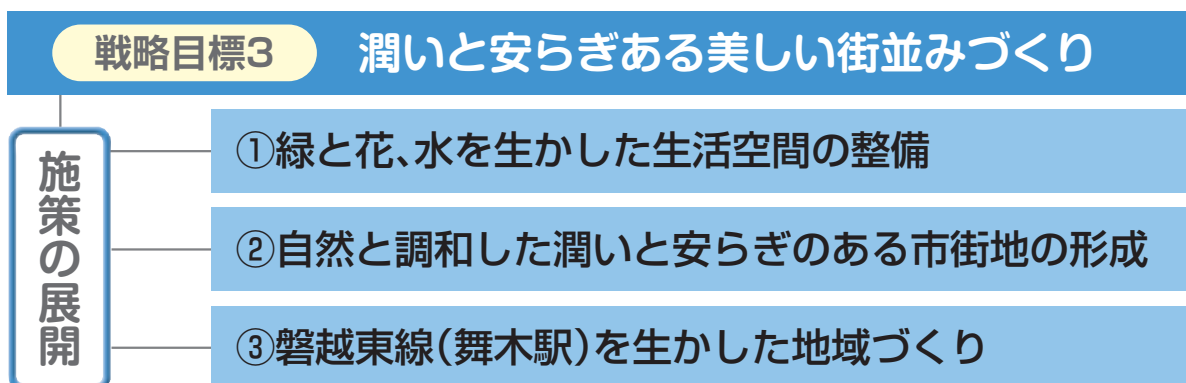 戦略目標3 潤いと安らぎある美しい街並みづくり
施策の展開
①緑と花、水を生かした生活空間の整備
②自然と調和した潤いと安らぎのある市街地の形成
③磐越東線(舞木駅)を生かした地域づくり